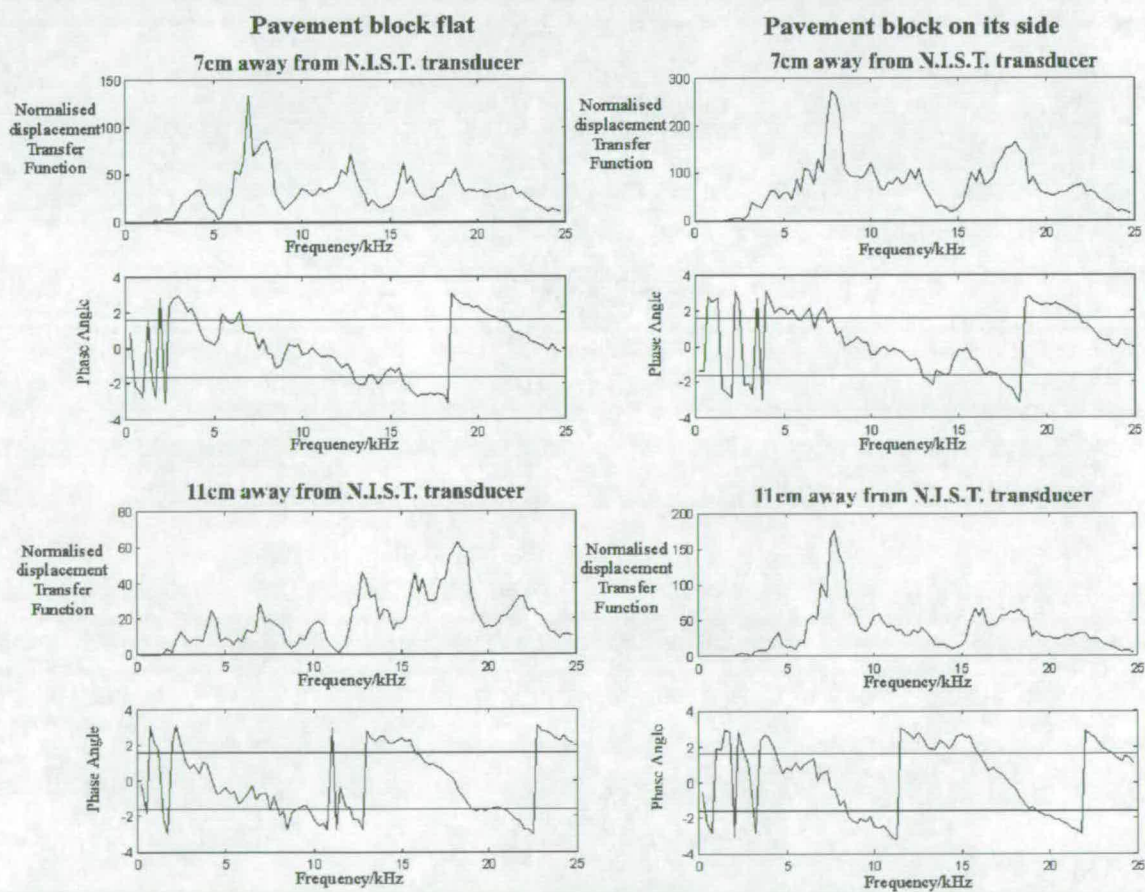 Pavement block flat
7cm away from N.I.S.T. transducer
Normalised
displacement
Transfer
Function
150
100
50
0
0 5 10 15 20 25
Frequency/kHz
Phase Angle
4
2
0
-2
-4
0 5 10 15 20 25
Frequency/kHz
11cm away from N.I.S.T. transducer
Normalised
displacement
Transfer
Function
80
60
40
20
0
0 5 10 15 20 25
Frequency/kHz
Phase Angle
4
2
0
-2
-4
0 5 10 15 20 25
Frequency/kHz
Pavement block on its side
7cm away from N.I.S.T. transducer
Normalised
displacement
Transfer
Function
300
200
100
0
0 5 10 15 20 25
Frequency/kHz
Phase Angle
4
2
0
-2
-4
0 5 10 15 20 25
Frequency/kHz
11cm away from N.I.S.T. transducer
Normalised
displacement
Transfer
Function
200
150
100
50
0
0 5 10 15 20 25
Frequency/kHz
Phase Angle
4
2
0
-2
-4
0 5 10 15 20 25
Frequency/kHz